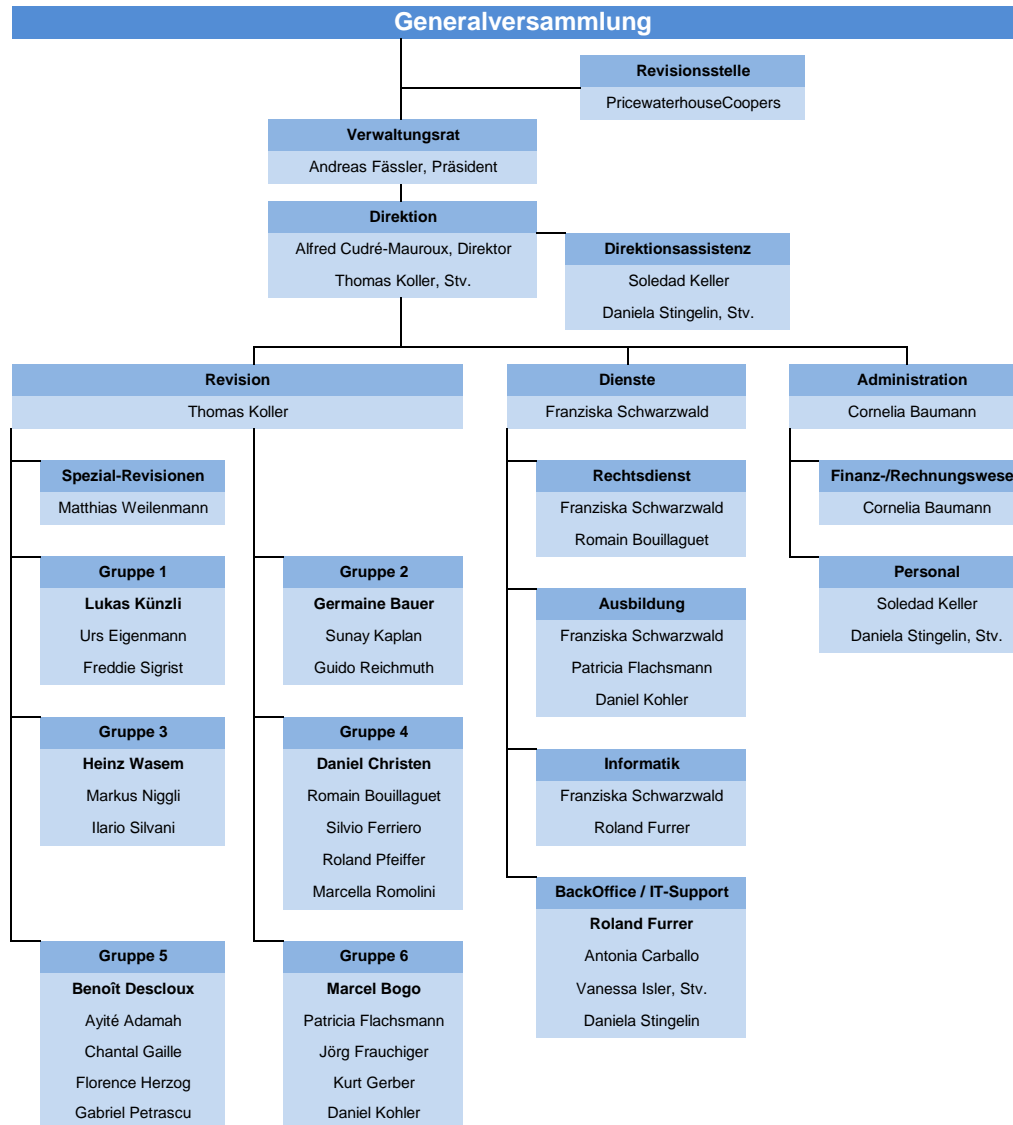 Generalversammlung
Revisionsstelle
PricewaterhouseCoopers
Verwaltungsrat
Andreas Fässler, Präsident
Direktion
Alfred Cudré-Mauroux, Direktor
Thomas Koller, Stv.
Direktionsassistenz
Soledad Keller
Daniela Stingelin, Stv.
Revision
Thomas Koller
Dienste
Franziska Schwarzwald
Administration
Cornelia Baumann
Spezial-Revisionen
Matthias Weilenmann
Gruppe 1
Lukas Künzli
Urs Eigenmann
Freddie Sigrist
Gruppe 2
Germaine Bauer
Sunay Kaplan
Guido Reichmuth
Gruppe 3
Heinz Wasem
Markus Niggli
Ilario Silvani
Gruppe 4
Daniel Christen
Romain Bouillaguet
Silvio Ferriero
Roland Pfeiffer
Marcella Romolini
Gruppe 5
Benoît Descloux
Ayité Adamah
Chantal Gaille
Florence Herzog
Gabriel Petrascu
Gruppe 6
Marcel Bogo
Patricia Flachsmann
Jörg Frauchiger
Kurt Gerber
Daniel Kohler
Rechtsdienst
Franziska Schwarzwald
Romain Bouillaguet
Ausbildung
Franziska Schwarzwald
Patricia Flachsmann
Daniel Kohler
Informatik
Franziska Schwarzwald
Roland Furrer
BackOffice / IT-Support
Roland Furrer
Antonia Carballo
Vanessa Isler, Stv.
Daniela Stingelin
Finanz-/Rechnungswese
Cornelia Baumann
Personal
Soledad Keller
Daniela Stingelin, Stv.